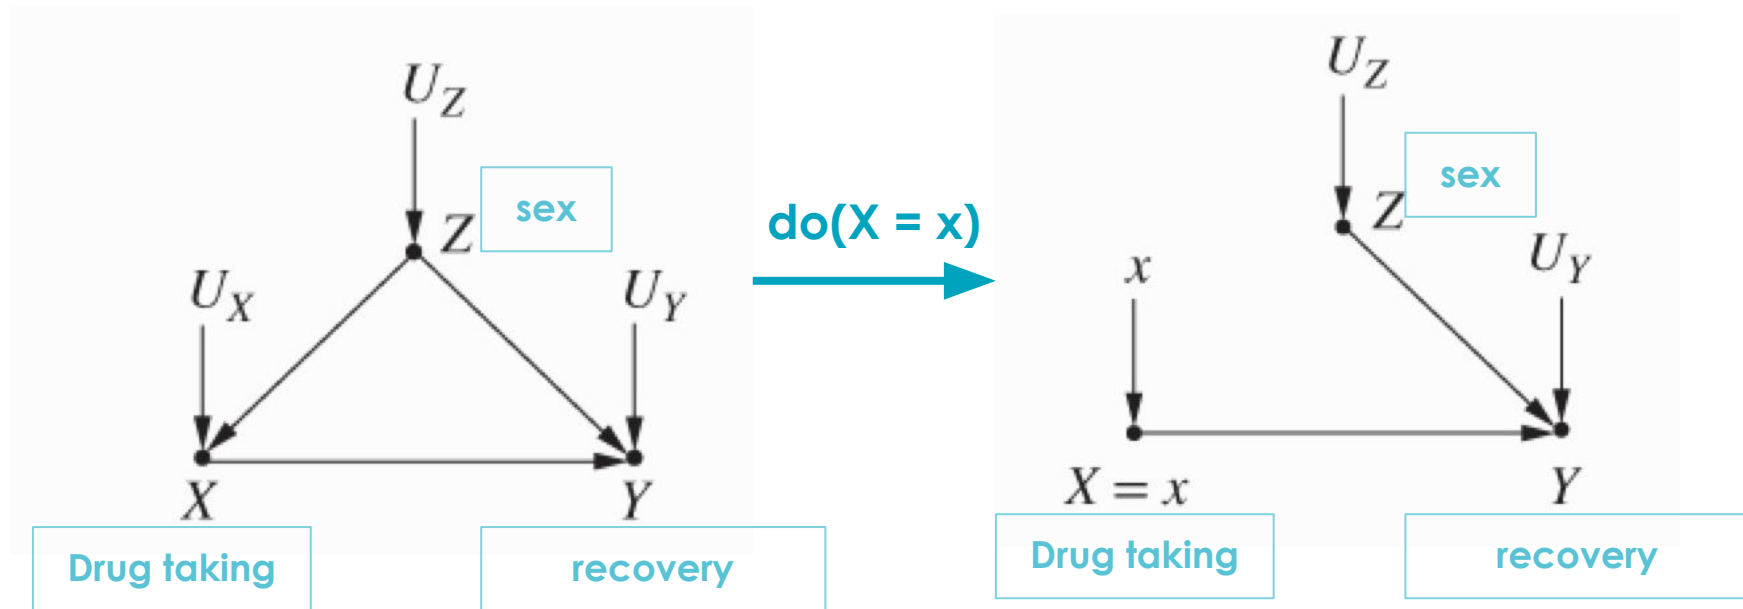 U_Z
Z
sex
U_X
U_Y
X
Y
Drug taking
recovery
do(X = x)
U_Z
sex
Z
x
U_Y
X = x
Y
Drug taking
recovery